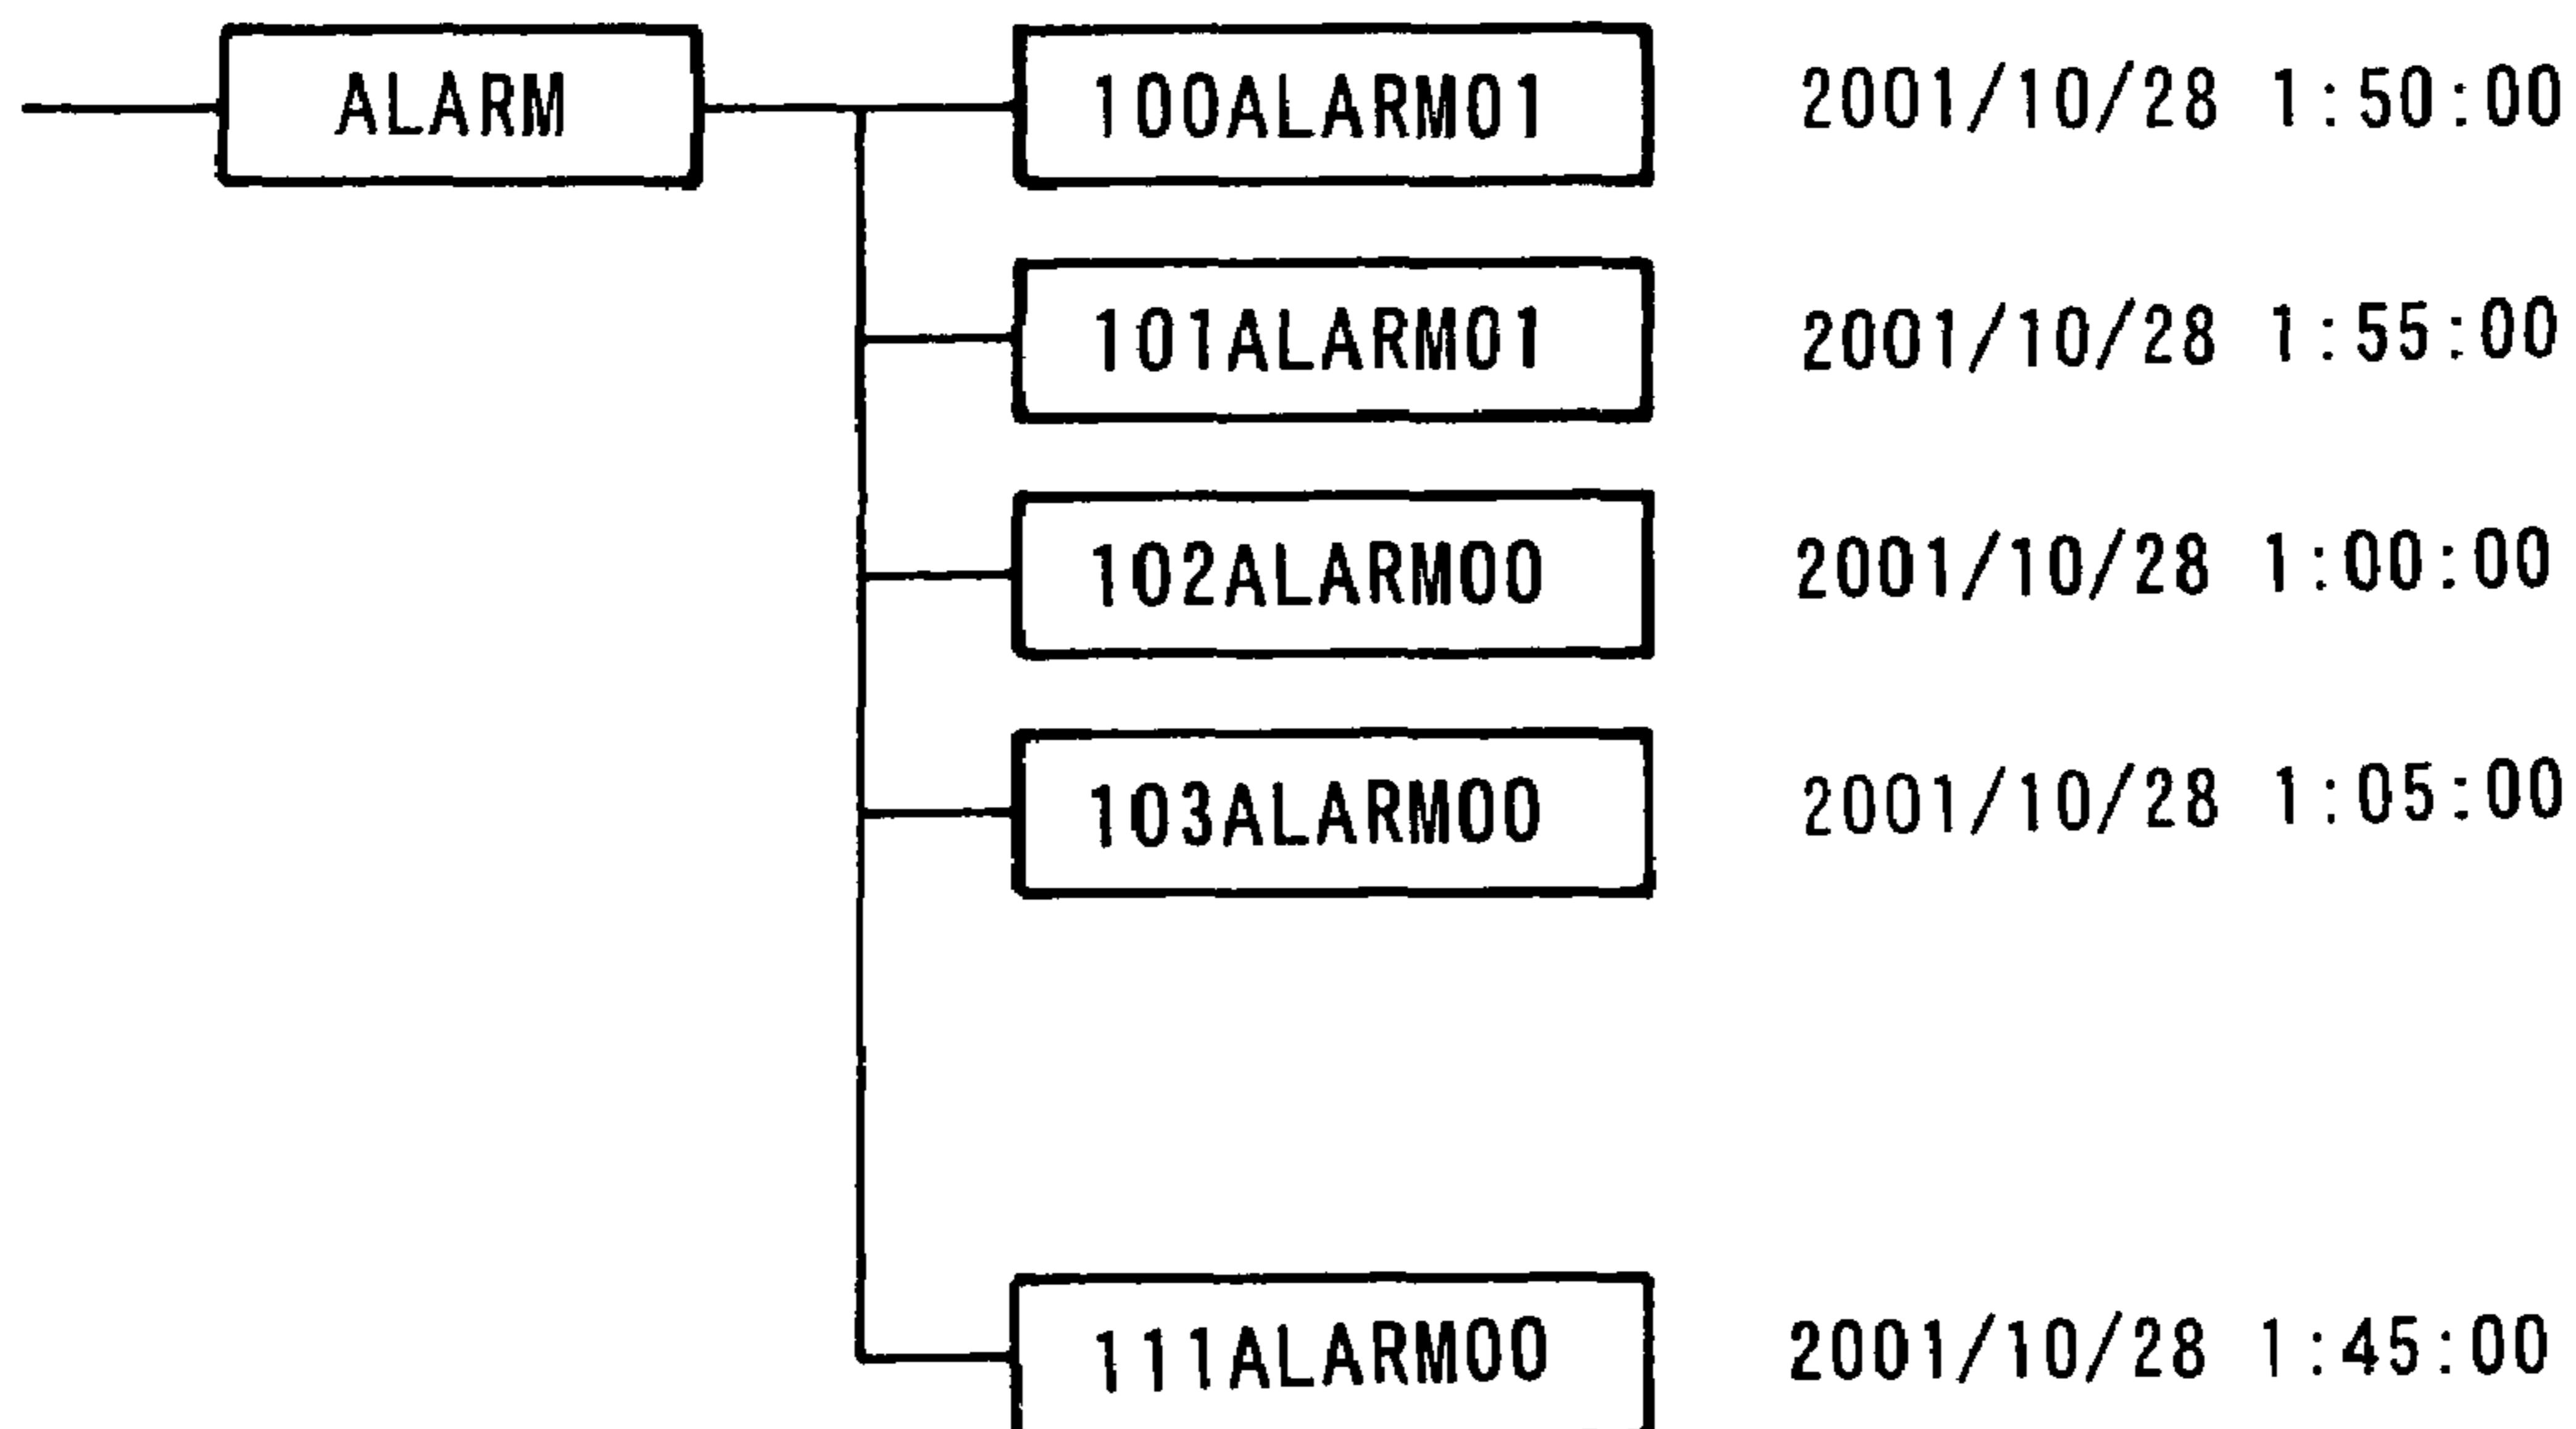 ALARM 100ALARM01 2001/10/28 1:50:00
101ALARM01 2001/10/28 1:55:00
102ALARM00 2001/10/28 1:00:00
103ALARM00 2001/10/28 1:05:00
111ALARM00 2001/10/28 1:45:00